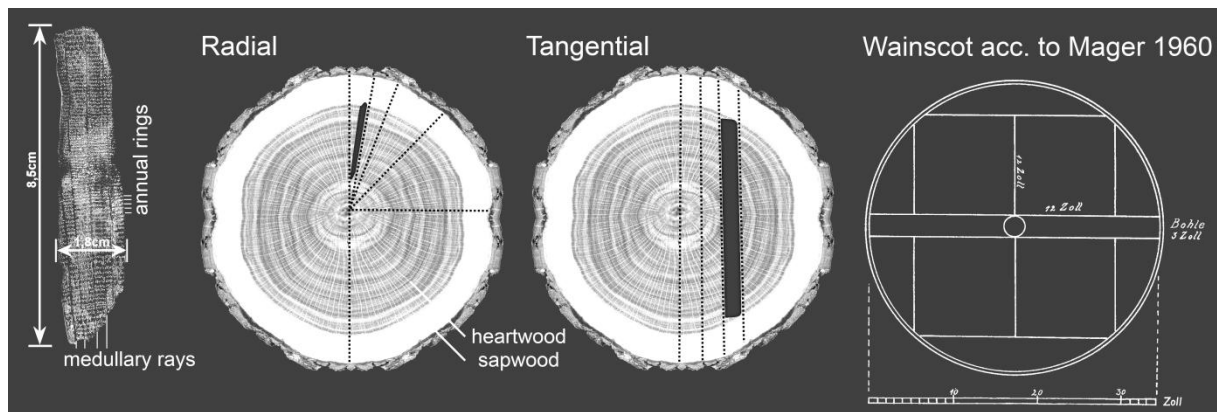 Radial
Tangential
Wainscot acc. to Mager 1960
8,5cm
1,8cm
annual rings
medullary rays
heartwood
sapwood
12 Zoll
12 Zoll
Bohle
3 Zoll
10
20
30
Zoll